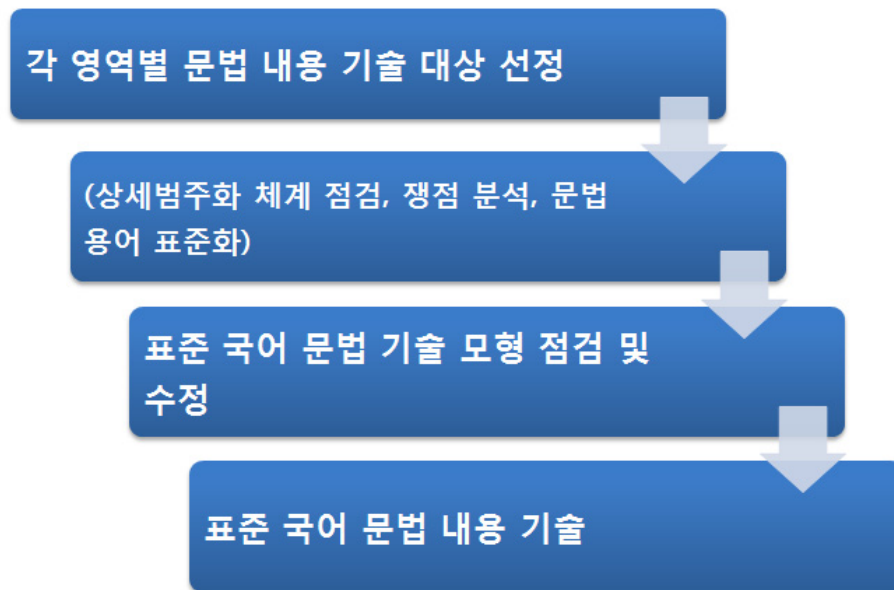 각 영역별 문법 내용 기술 대상 선정
(상세범주화 체계 점검, 쟁점 분석, 문법
용어 표준화)
표준 국어 문법 기술 모형 점검 및
수정
표준 국어 문법 내용 기술